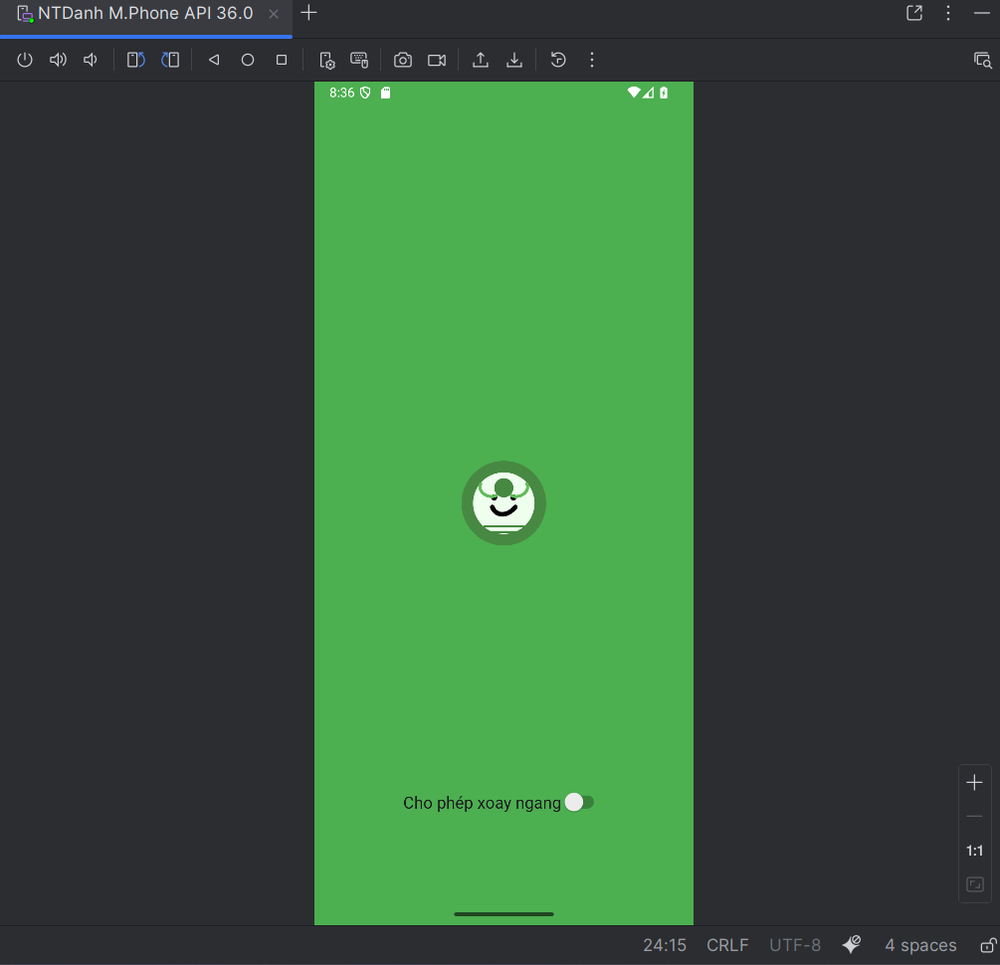 NTDanh M.Phone API 36.0
8:36
Cho phép xoay ngang
1:1
24:15 CRLF UTF-8 4 spaces